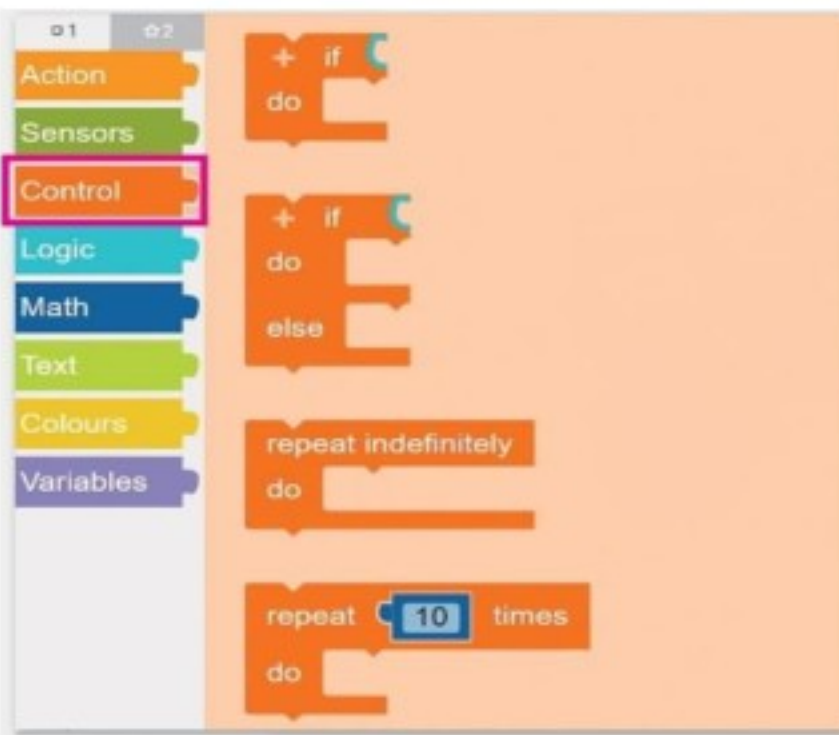 1 2
Action
Sensors
Control
Logic
Math
Text
Colours
Variables
+ if
do
+ if
do
else
repeat indefinitely
do
repeat 10 times
do